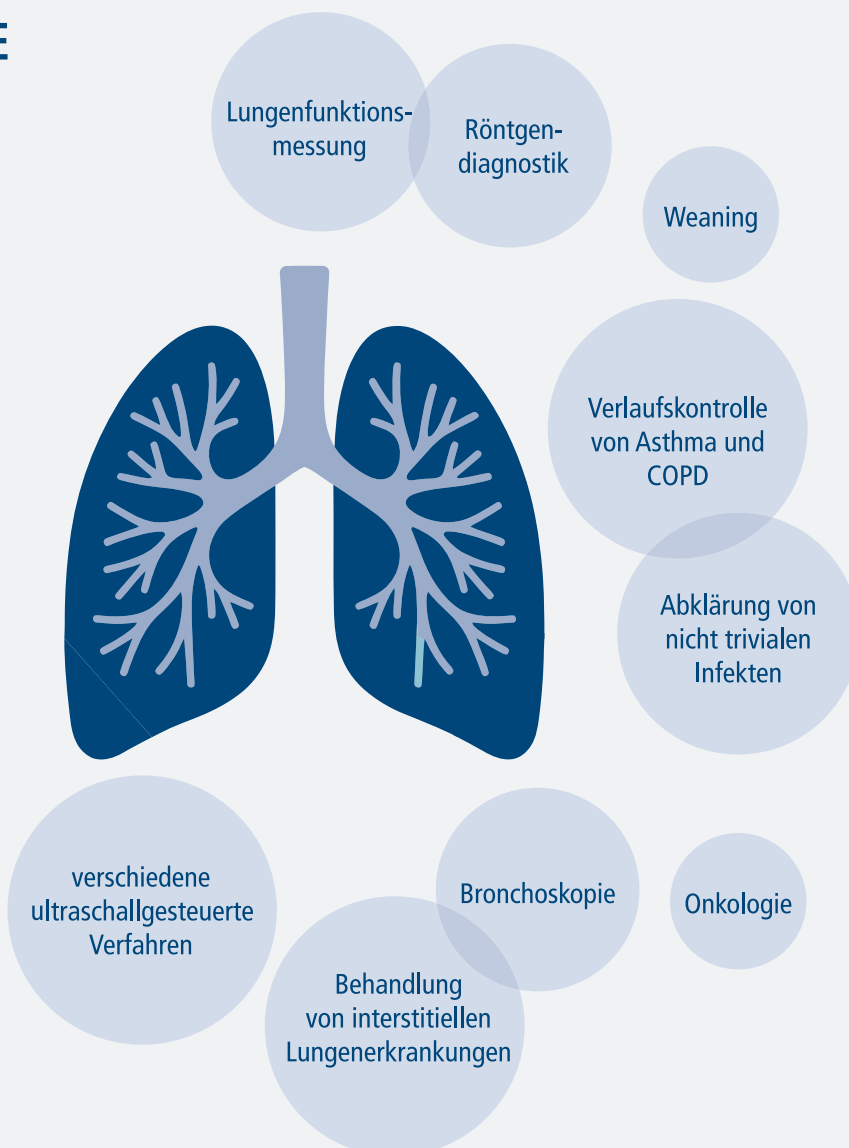 E
Lungenfunktions-
messung
Röntgen-
diagnostik
Weaning
Verlaufskontrolle
von Asthma und
COPD
Abklärung von
nicht trivialen
Infekten
verschiedene
ultraschallgesteuerte
Verfahren
Bronchoskopie
Onkologie
Behandlung
von interstitiellen
Lungenerkrankungen